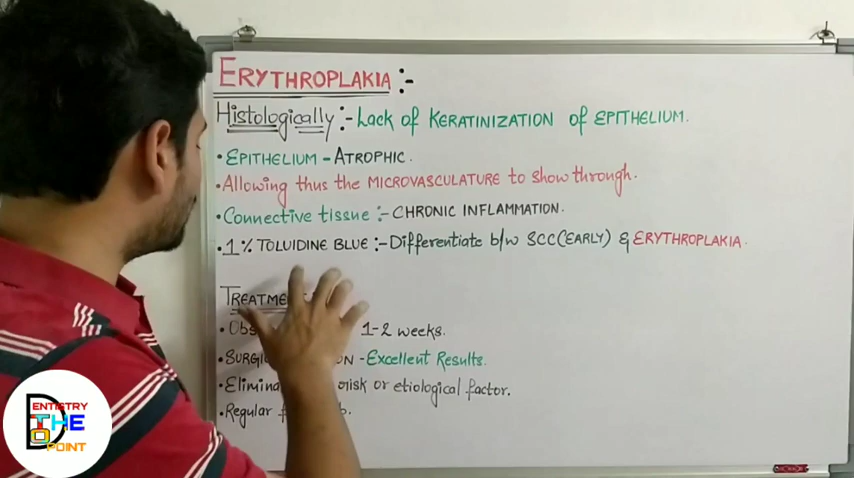 ERYTHROPLAKIA :-
Histologically :- Lack of KERATINIZATION of EPITHELIUM.
• EPITHELIUM - ATROPHIC.
• Allowing thus the MICROVASCULATURE to show through.
• Connective tissue :- CHRONIC INFLAMMATION.
• 1% TOLUIDINE BLUE :- Differentiate b/w SCC(EARLY) & ERYTHROPLAKIA.
1-2 weeks.
- Excellent Results.
risk or etiological factor.
• Regular
DENTISTRY
THE
TO
POINT